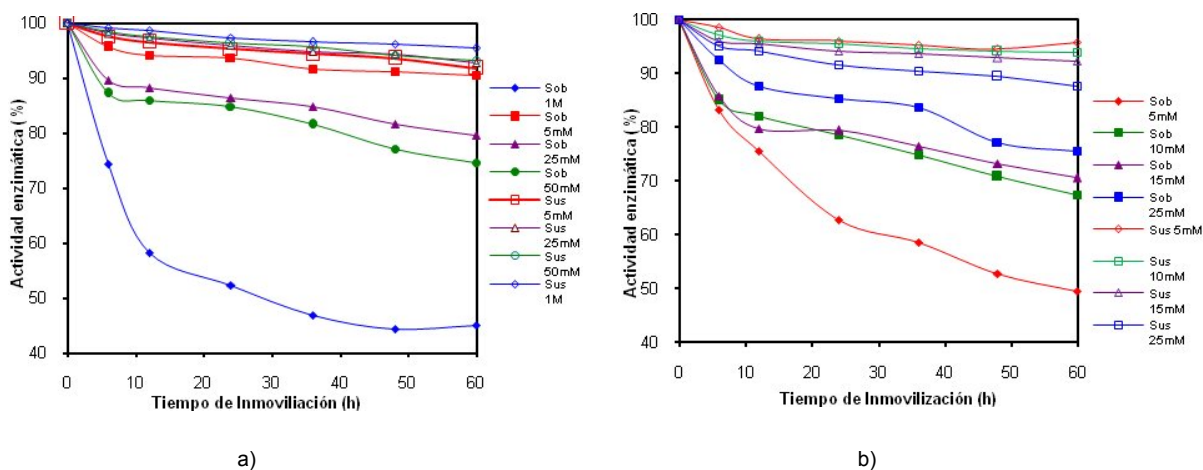 100
90
80
70
60
50
40
Actividad enzimática ( %)
0
10
20
30
40
50
60
Tiempo de Inmoviliación (h)
Sob
1M
Sob
5mM
Sob
25mM
Sob
50mM
Sus
5mM
Sus
25mM
Sus
50mM
Sus
1M
a)
100
90
80
70
60
50
40
Actividad enzimática (%)
0
10
20
30
40
50
60
Tiempo de Inmovilización (h)
Sob
5mM
Sob
10mM
Sob
15mM
Sob
25mM
Sus 5mM
Sus
10mM
Sus
15mM
Sus
25mM
b)